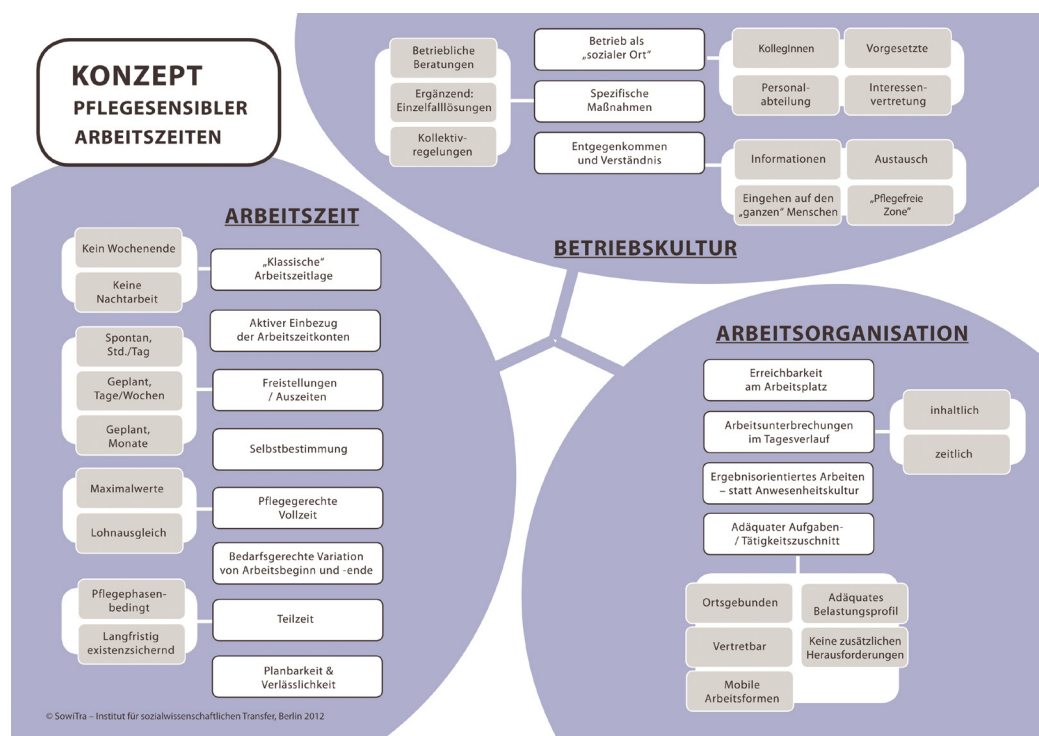 KONZEPT
PFLEGESENSIBLER
ARBEITSZEITEN
Betriebliche
Beratungen
Ergänzend:
Einzelfalllösungen
Kollektiv-
regelungen
Betrieb als
„sozialer Ort“
Spezifische
Maßnahmen
Entgegenkommen
und Verständnis
KollegInnen
Vorgesetzte
Personal-
abteilung
Interessen-
vertretung
Informationen
Austausch
Eingehen auf den
„ganzen“ Menschen
„Pflegefreie
Zone“
BETRIEBSKULTUR
ARBEITSZEIT
Kein Wochenende
Keine
Nachtarbeit
„Klassische“
Arbeitszeitlage
Aktiver Einbezug
der Arbeitszeitkonten
Spontan,
Std./Tag
Geplant,
Tage/Wochen
Geplant,
Monate
Freistellungen
/ Auszeiten
Selbstbestimmung
Maximalwerte
Lohnausgleich
Pflegegerechte
Vollzeit
Bedarfsgerechte Variation
von Arbeitsbeginn und -ende
Pflegephasen-
bedingt
Langfristig
existenzsichernd
Teilzeit
Planbarkeit &
Verlässlichkeit
ARBEITSORGANISATION
Erreichbarkeit
am Arbeitsplatz
Arbeitsunterbrechungen
im Tagesverlauf
inhaltlich
zeitlich
Ergebnisorientiertes Arbeiten
– statt Anwesenheitskultur
Adäquater Aufgaben-
/ Tätigkeitszuschnitt
Ortsgebunden
Adäquates
Belastungsprofil
Vertretbar
Keine zusätzlichen
Herausforderungen
Mobile
Arbeitsformen
© SowiTra – Institut für sozialwissenschaftlichen Transfer, Berlin 2012